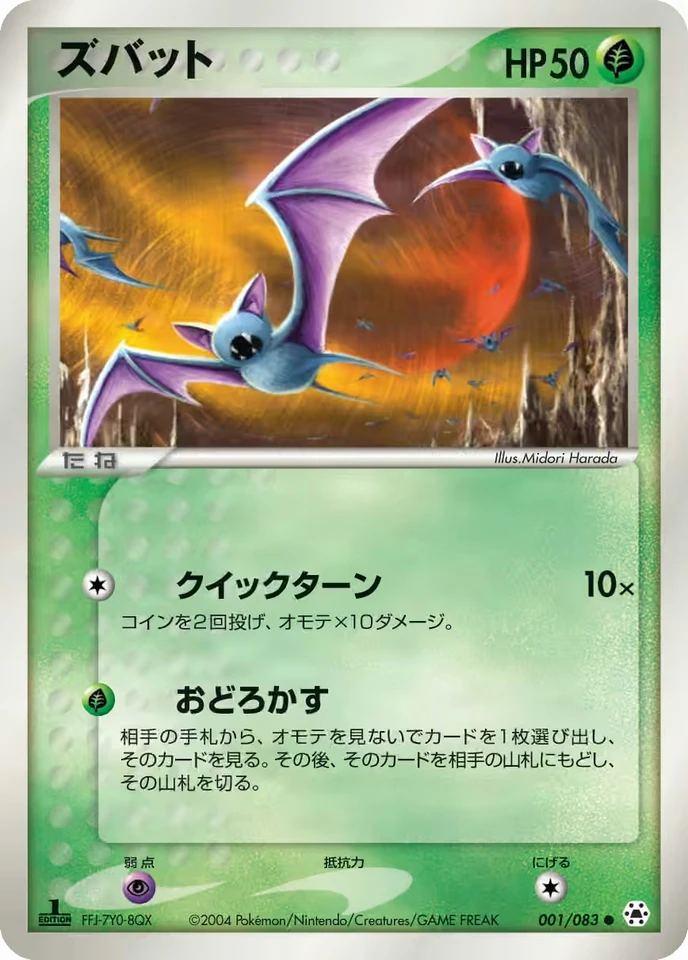 ズバット
HP50
たね
Illus.Midori Harada
クイックターン 10×
コインを2回投げ、オモテ×10ダメージ。
おどろかす
相手の手札から、オモテを見ないでカードを1枚選び出し、
そのカードを見る。その後、そのカードを相手の山札にもどし、
その山札を切る。
弱点 抵抗力 にげる
1 EDITION FFJ-7Y0-8QX ©2004 Pokémon/Nintendo/Creatures/GAME FREAK 001/083 ●